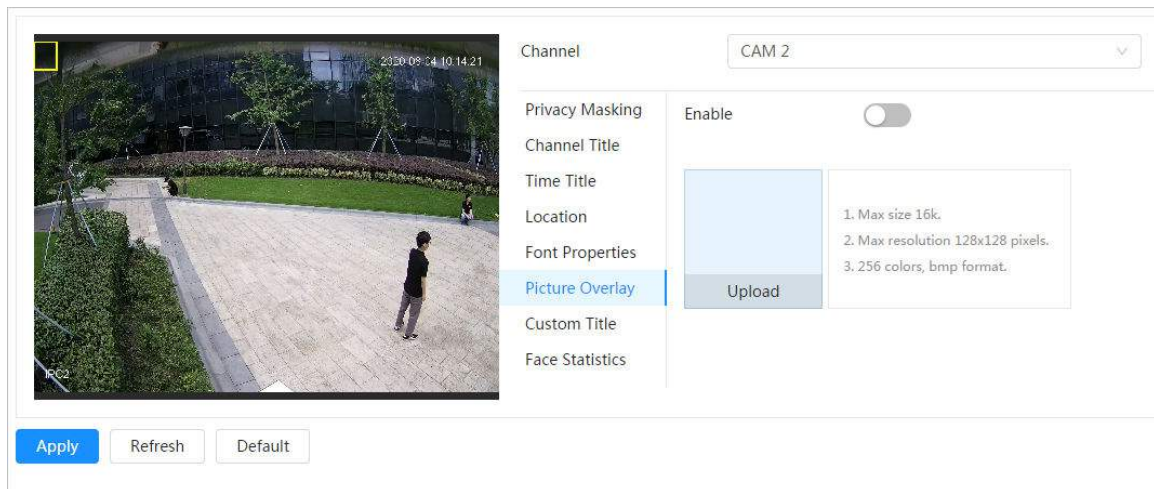 2020-09-04 10:14:21
IPC2
Channel
CAM 2
Privacy Masking
Channel Title
Time Title
Location
Font Properties
Picture Overlay
Custom Title
Face Statistics
Enable
Upload
1. Max size 16k.
2. Max resolution 128x128 pixels.
3. 256 colors, bmp format.
Apply
Refresh
Default